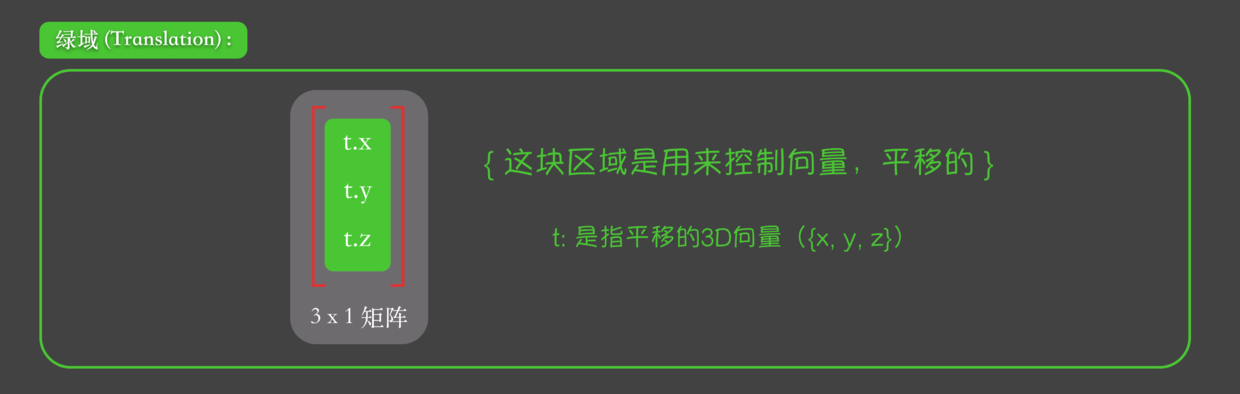 绿域 (Translation) :
t.x
t.y
t.z
3 x 1 矩阵
{ 这块区域是用来控制向量，平移的 }
t: 是指平移的3D向量（{x, y, z}）